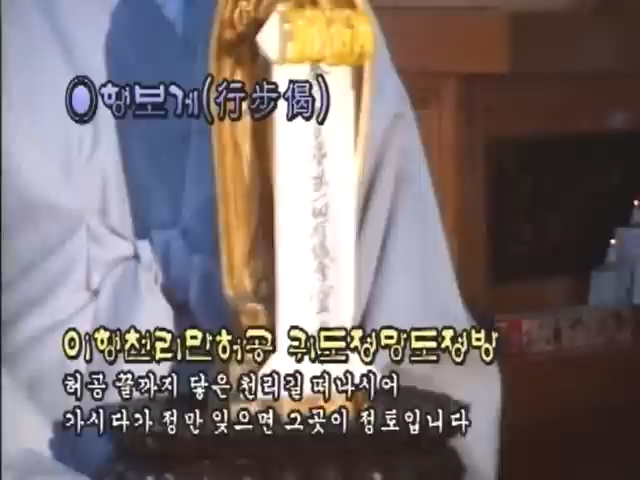 행보게(行步偈)
이행천리만허공 귀도정망도정방
허공 끝까지 닿은 천리길 떠나시어
가시다가 정만 잊으면 그곳이 정토입니다